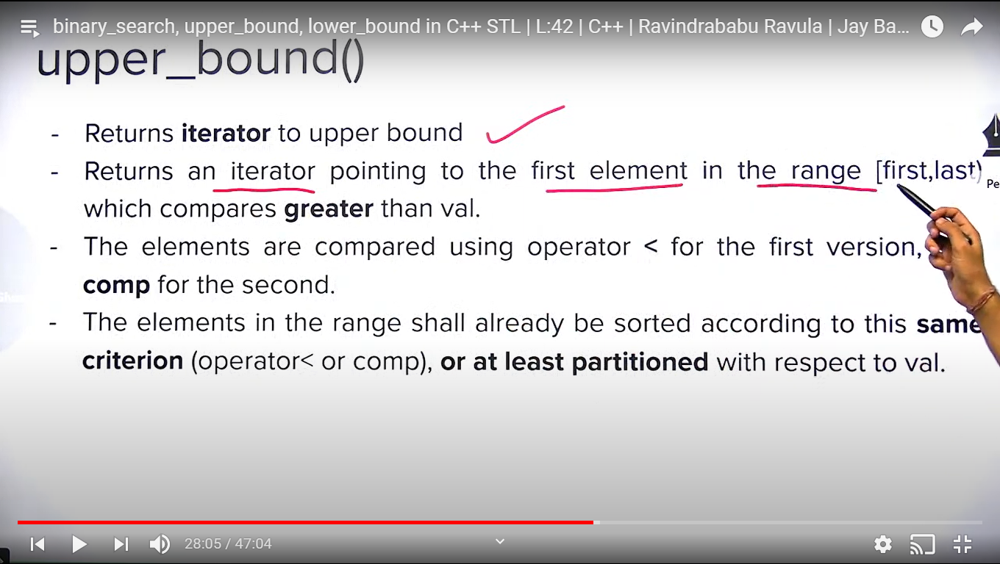 binary_search, upper_bound, lower_bound in C++ STL | L:42 | C++ | Ravindrababu Ravula | Jay Ba...
upper_bound()
- Returns iterator to upper bound
- Returns an iterator pointing to the first element in the range [first,last)
which compares greater than val.
- The elements are compared using operator < for the first version,
comp for the second.
- The elements in the range shall already be sorted according to this same
criterion (operator< or comp), or at least partitioned with respect to val.
28:05 / 47:04